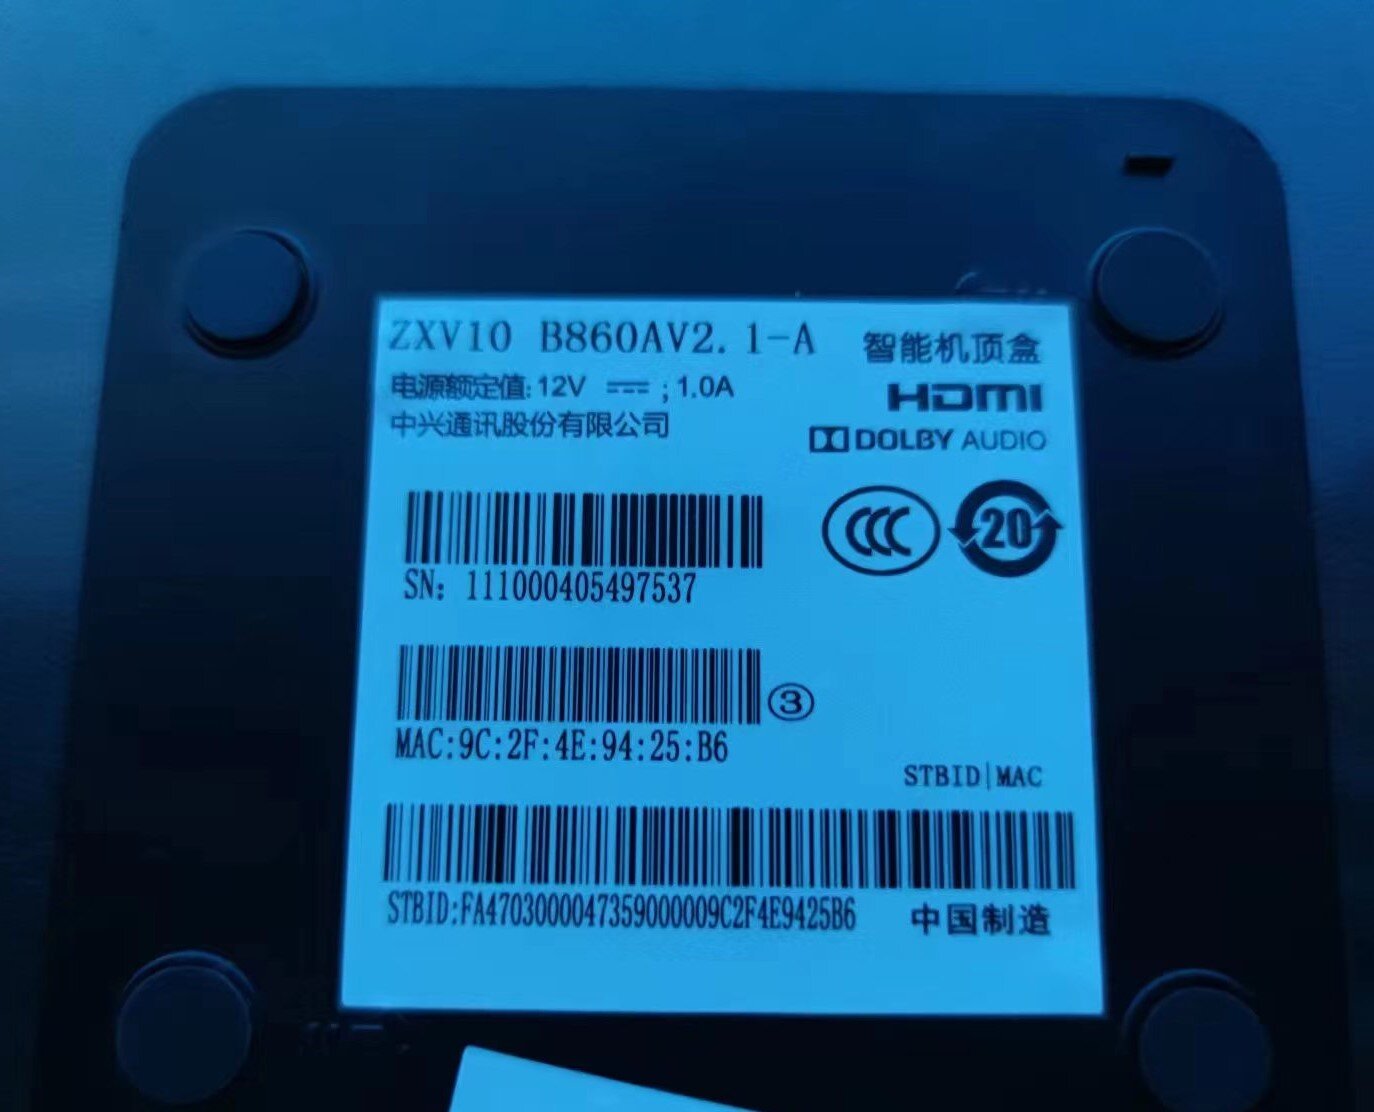 ZXV10 B860AV2.1-A 智能机顶盒
电源额定值: 12V ⎓ ; 1.0A
HDMI
中兴通讯股份有限公司
DOLBY AUDIO
CCC
20
SN: 111000405497537
③
MAC:9C:2F:4E:94:25:B6
STBID|MAC
STBID:FA4703000047359000009C2F4E9425B6
中国制造